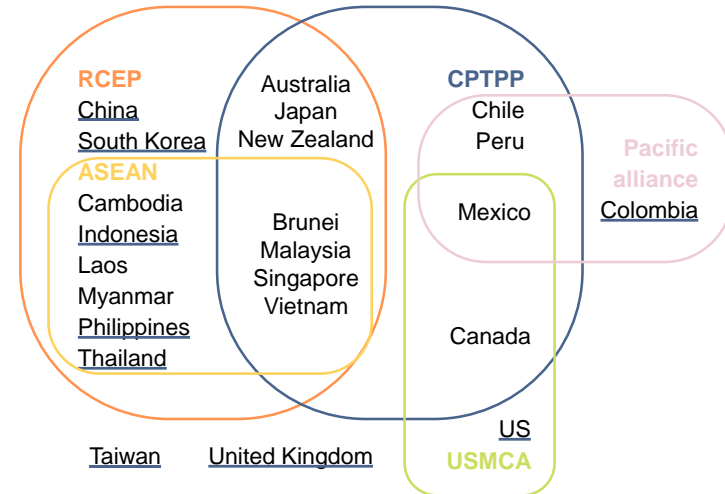 RCEP
China
South Korea
ASEAN
Cambodia
Indonesia
Laos
Myanmar
Philippines
Thailand
Australia
Japan
New Zealand
Brunei
Malaysia
Singapore
Vietnam
CPTPP
Chile
Peru
Mexico
Canada
US
USMCA
Pacific
alliance
Colombia
Taiwan
United Kingdom